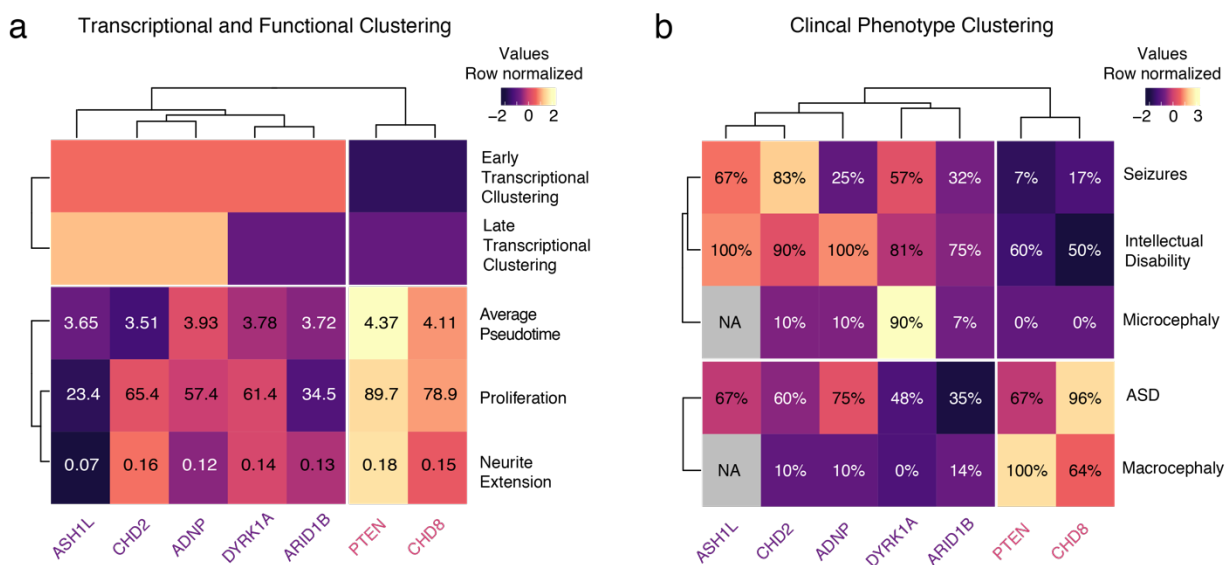 a
Transcriptional and Functional Clustering
Values
Row normalized
−2 0 2
Early
Transcriptional
Cllustering
Late
Transcriptional
Clustering
3.65 3.51 3.93 3.78 3.72 4.37 4.11
Average
Pseudotime
23.4 65.4 57.4 61.4 34.5 89.7 78.9
Proliferation
0.07 0.16 0.12 0.14 0.13 0.18 0.15
Neurite
Extension
ASH1L CHD2 ADNP DYRK1A ARID1B PTEN CHD8
b
Clincal Phenotype Clustering
Values
Row normalized
−2 0 3
67% 83% 25% 57% 32% 7% 17%
Seizures
100% 90% 100% 81% 75% 60% 50%
Intellectual
Disability
NA 10% 10% 90% 7% 0% 0%
Microcephaly
67% 60% 75% 48% 35% 67% 96%
ASD
NA 10% 10% 0% 14% 100% 64%
Macrocephaly
ASH1L CHD2 ADNP DYRK1A ARID1B PTEN CHD8